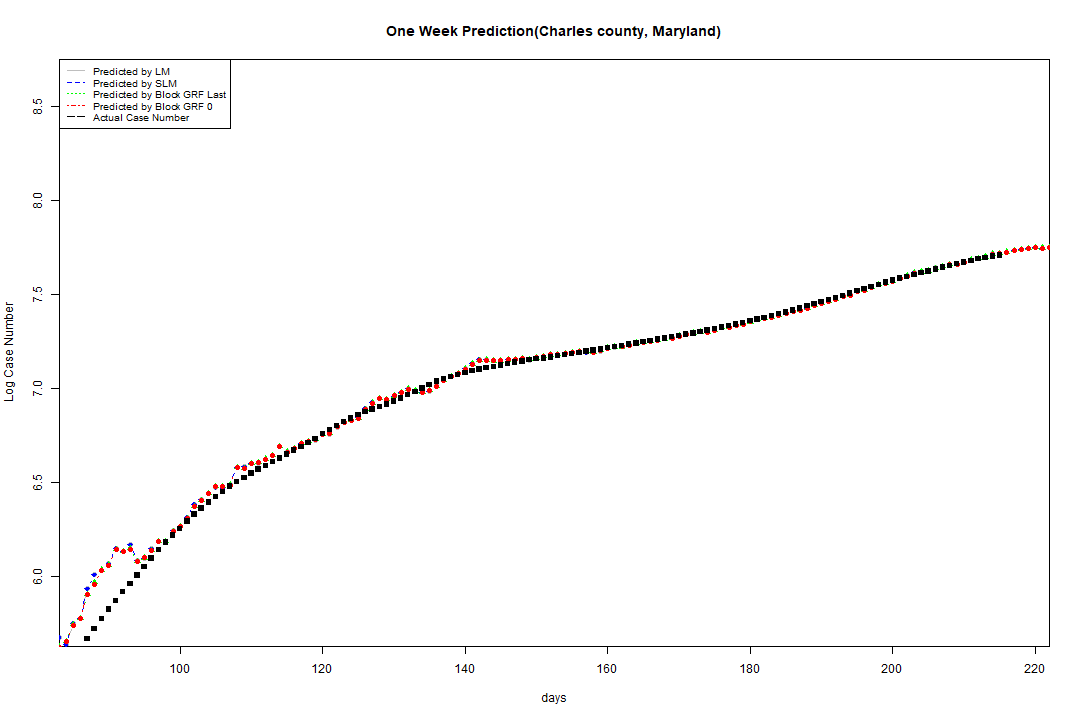 One Week Prediction(Charles county, Maryland)
Predicted by LM
Predicted by SLM
Predicted by Block GRF Last
Predicted by Block GRF 0
Actual Case Number
8.5
8.0
7.5
7.0
6.5
6.0
Log Case Number
100 120 140 160 180 200 220
days